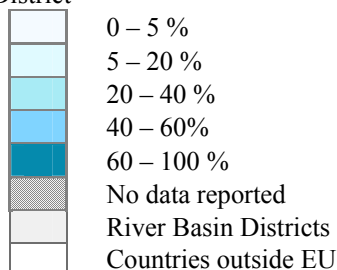 District
0 – 5 %
5 – 20 %
20 – 40 %
40 – 60%
60 – 100 %
No data reported
River Basin Districts
Countries outside EU